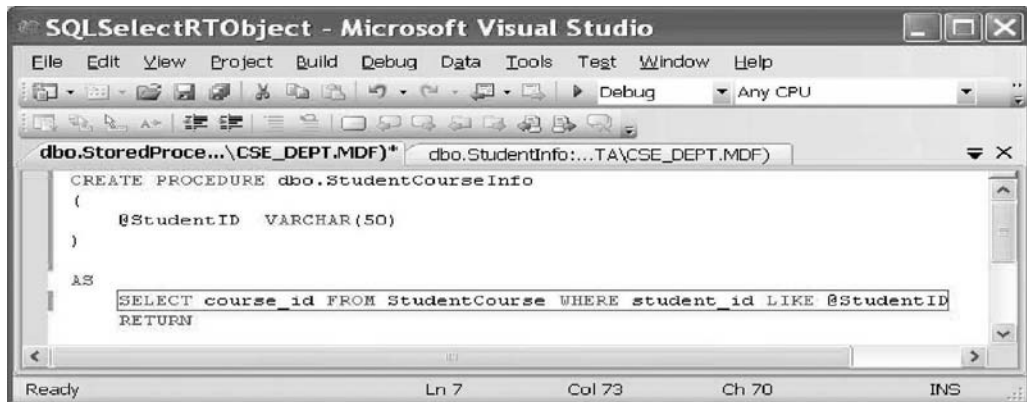 SQLSelectRTObject - Microsoft Visual Studio
File Edit View Project Build Debug Data Tools Test Window Help
Debug Any CPU
dbo.StoredProce...\CSE_DEPT.MDF)* dbo.StudentInfo:...TA\CSE_DEPT.MDF)
CREATE PROCEDURE dbo.StudentCourseInfo
(
@StudentID VARCHAR(50)
)
AS
SELECT course_id FROM StudentCourse WHERE student_id LIKE @StudentID
RETURN
Ready Ln 7 Col 73 Ch 70 INS